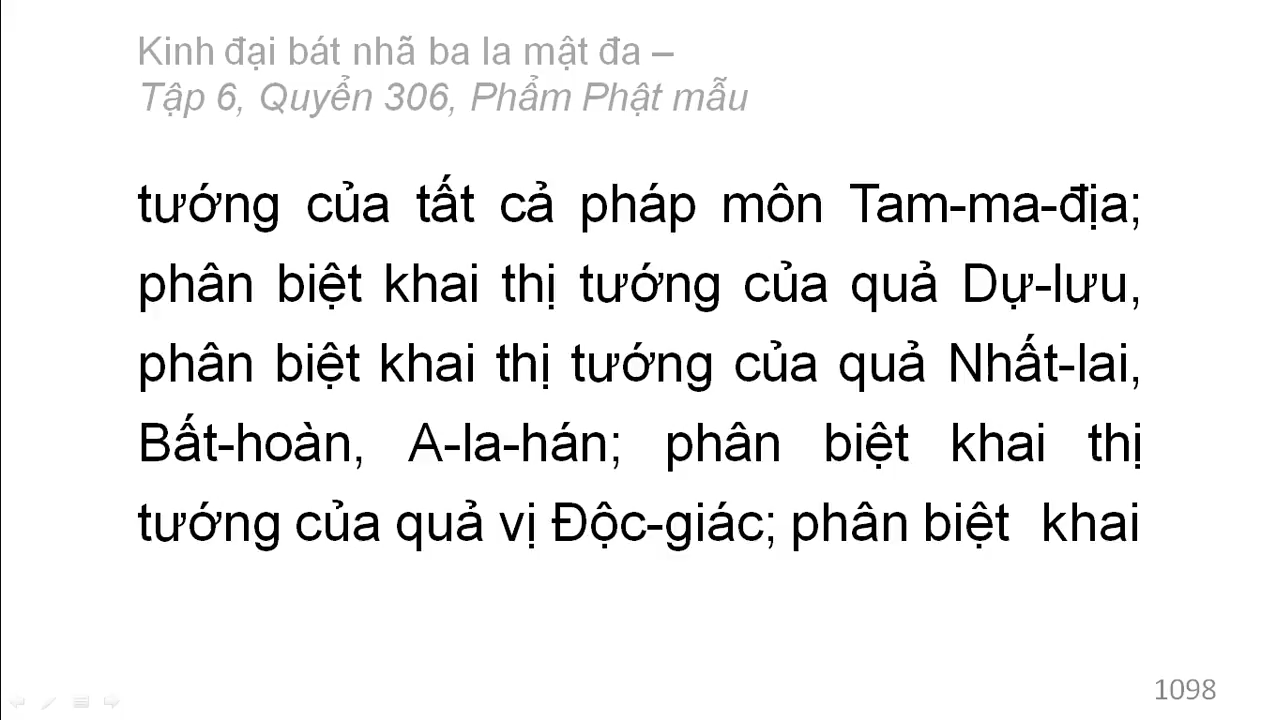 Kinh đại bát nhã ba la mật đa –
Tập 6, Quyển 306, Phẩm Phật mẫu
tướng của tất cả pháp môn Tam-ma-địa;
phân biệt khai thị tướng của quả Dự-lưu,
phân biệt khai thị tướng của quả Nhất-lai,
Bất-hoàn, A-la-hán; phân biệt khai thị
tướng của quả vị Độc-giác; phân biệt khai
1098